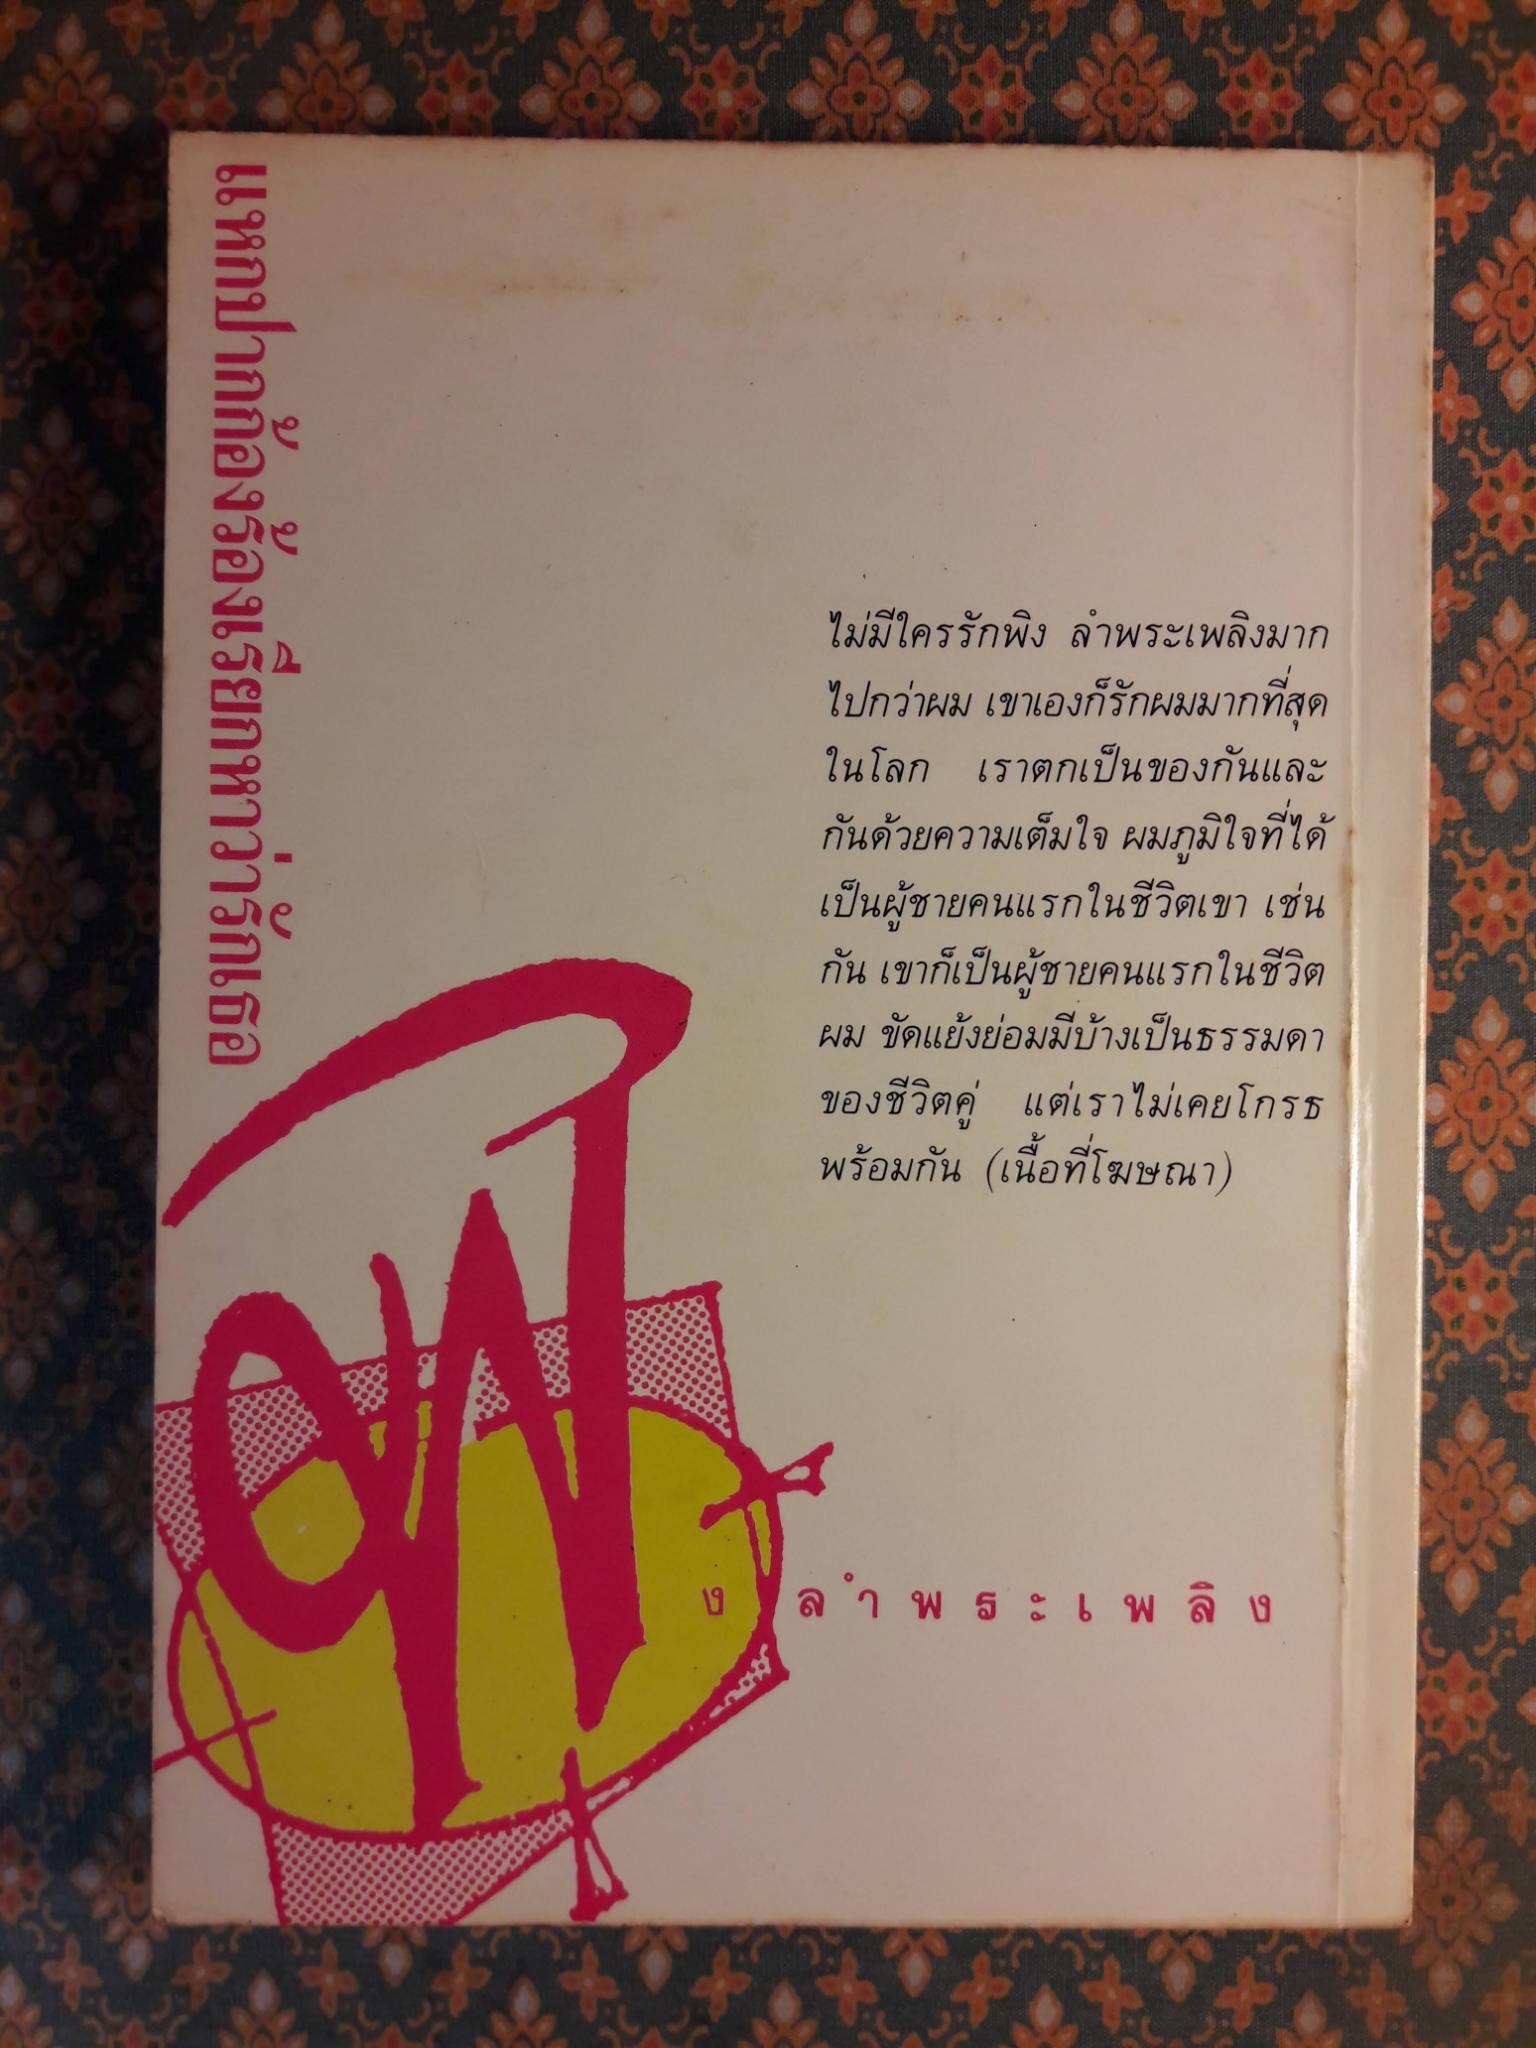 แหกปากก้องร้องเรียกหาว่ารักเธอ
ไม่มีใครรักพิง ลำพระเพลิงมาก
ไปกว่าผม เขาเองก็รักผมมากที่สุด
ในโลก เราตกเป็นของกันและ
กันด้วยความเต็มใจ ผมภูมิใจที่ได้
เป็นผู้ชายคนแรกในชีวิตเขา เช่น
กัน เขาก็เป็นผู้ชายคนแรกในชีวิต
ผม ขัดแย้งย่อมมีบ้างเป็นธรรมดา
ของชีวิตคู่ แต่เราไม่เคยโกรธ
พร้อมกัน (เนื้อที่โฆษณา)
พิง ลำพระเพลิง